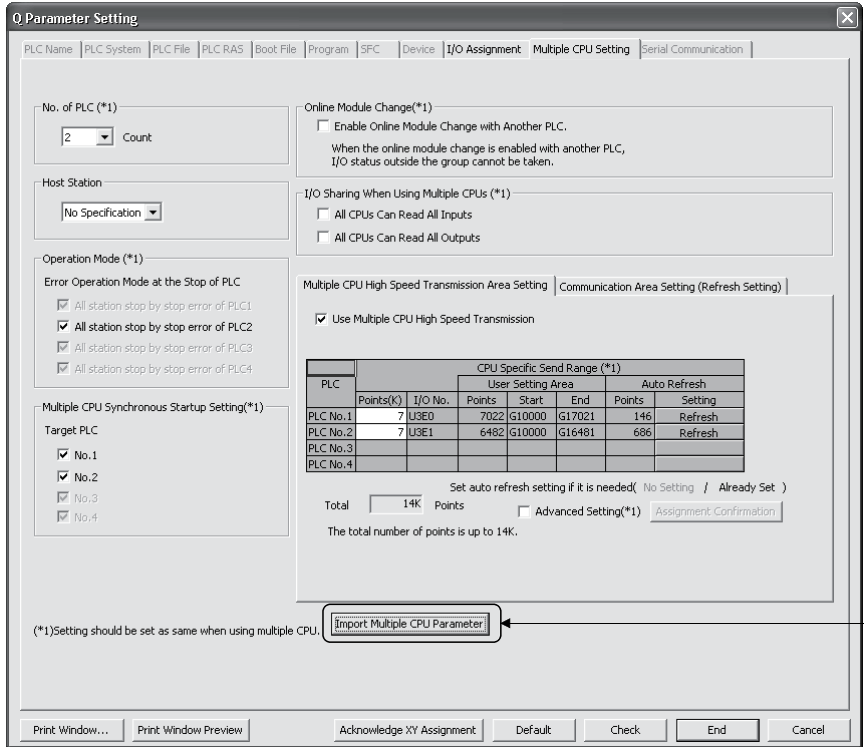 Q Parameter Setting
PLC Name PLC System PLC File PLC RAS Boot File Program SFC Device I/O Assignment Multiple CPU Setting Serial Communication
No. of PLC (*1)
2 Count
Host Station
No Specification
Operation Mode (*1)
Error Operation Mode at the Stop of PLC
All station stop by stop error of PLC1
All station stop by stop error of PLC2
All station stop by stop error of PLC3
All station stop by stop error of PLC4
Multiple CPU Synchronous Startup Setting(*1)
Target PLC
No.1
No.2
No.3
No.4
Online Module Change(*1)
Enable Online Module Change with Another PLC.
When the online module change is enabled with another PLC,
I/O status outside the group cannot be taken.
I/O Sharing When Using Multiple CPUs (*1)
All CPUs Can Read All Inputs
All CPUs Can Read All Outputs
Multiple CPU High Speed Transmission Area Setting Communication Area Setting (Refresh Setting)
Use Multiple CPU High Speed Transmission
CPU Specific Send Range (*1)
PLC User Setting Area Auto Refresh
Points(K) I/O No. Points Start End Points Setting
PLC No.1 7 U3E0 7022 G10000 G17021 146 Refresh
PLC No.2 7 U3E1 6482 G10000 G16481 686 Refresh
PLC No.3
PLC No.4
Set auto refresh setting if it is needed( No Setting / Already Set )
Total 14K Points Advanced Setting(*1) Assignment Confirmation
The total number of points is up to 14K.
(*1)Setting should be set as same when using multiple CPU. Import Multiple CPU Parameter
Print Window... Print Window Preview Acknowledge XY Assignment Default Check End Cancel